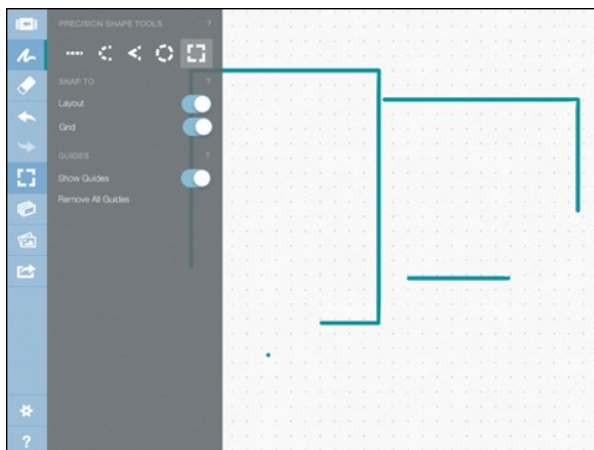 PRECISION SHAPE TOOLS ?
SNAP TO ?
Layout
Grid
GUIDES ?
Show Guides
Remove All Guides
?